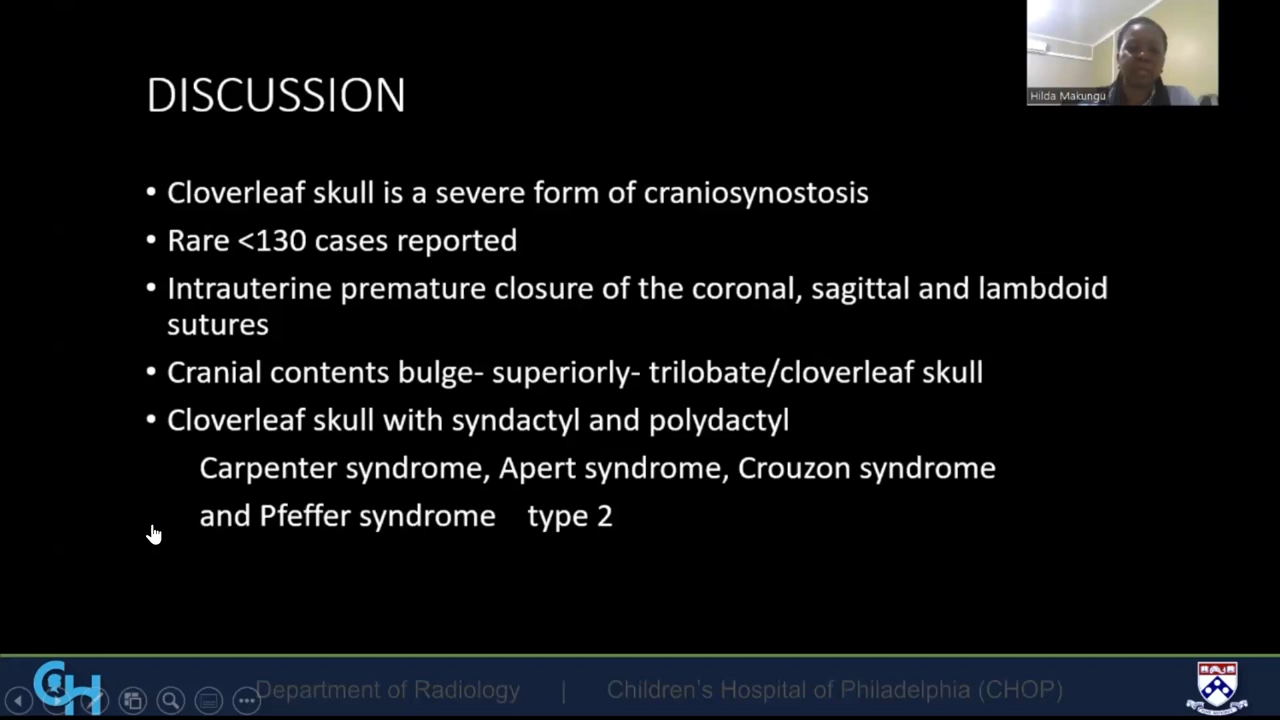 Hilda Makungu
DISCUSSION
• Cloverleaf skull is a severe form of craniosynostosis
• Rare <130 cases reported
• Intrauterine premature closure of the coronal, sagittal and lambdoid
sutures
• Cranial contents bulge- superiorly- trilobate/cloverleaf skull
• Cloverleaf skull with syndactyl and polydactyl
Carpenter syndrome, Apert syndrome, Crouzon syndrome
and Pfeffer syndrome type 2
CH
Department of Radiology | Children's Hospital of Philadelphia (CHOP)